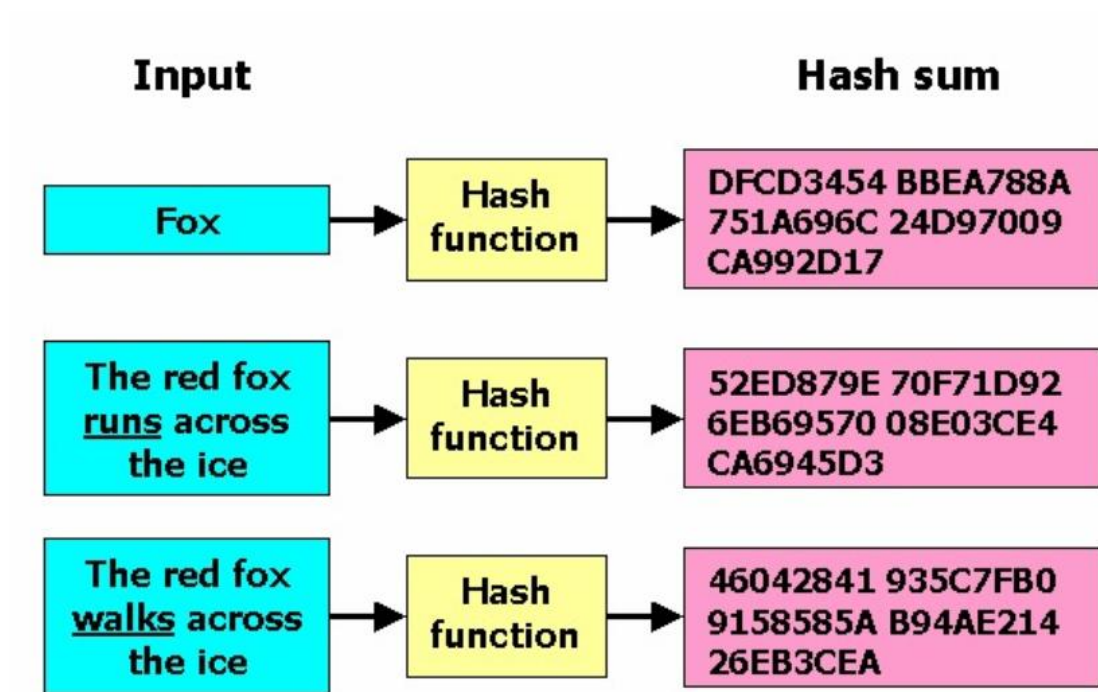 Input
Hash sum
Fox
Hash
function
DFCD3454 BBEA788A
751A696C 24D97009
CA992D17
The red fox
runs across
the ice
Hash
function
52ED879E 70F71D92
6EB69570 08E03CE4
CA6945D3
The red fox
walks across
the ice
Hash
function
46042841 935C7FB0
9158585A B94AE214
26EB3CEA